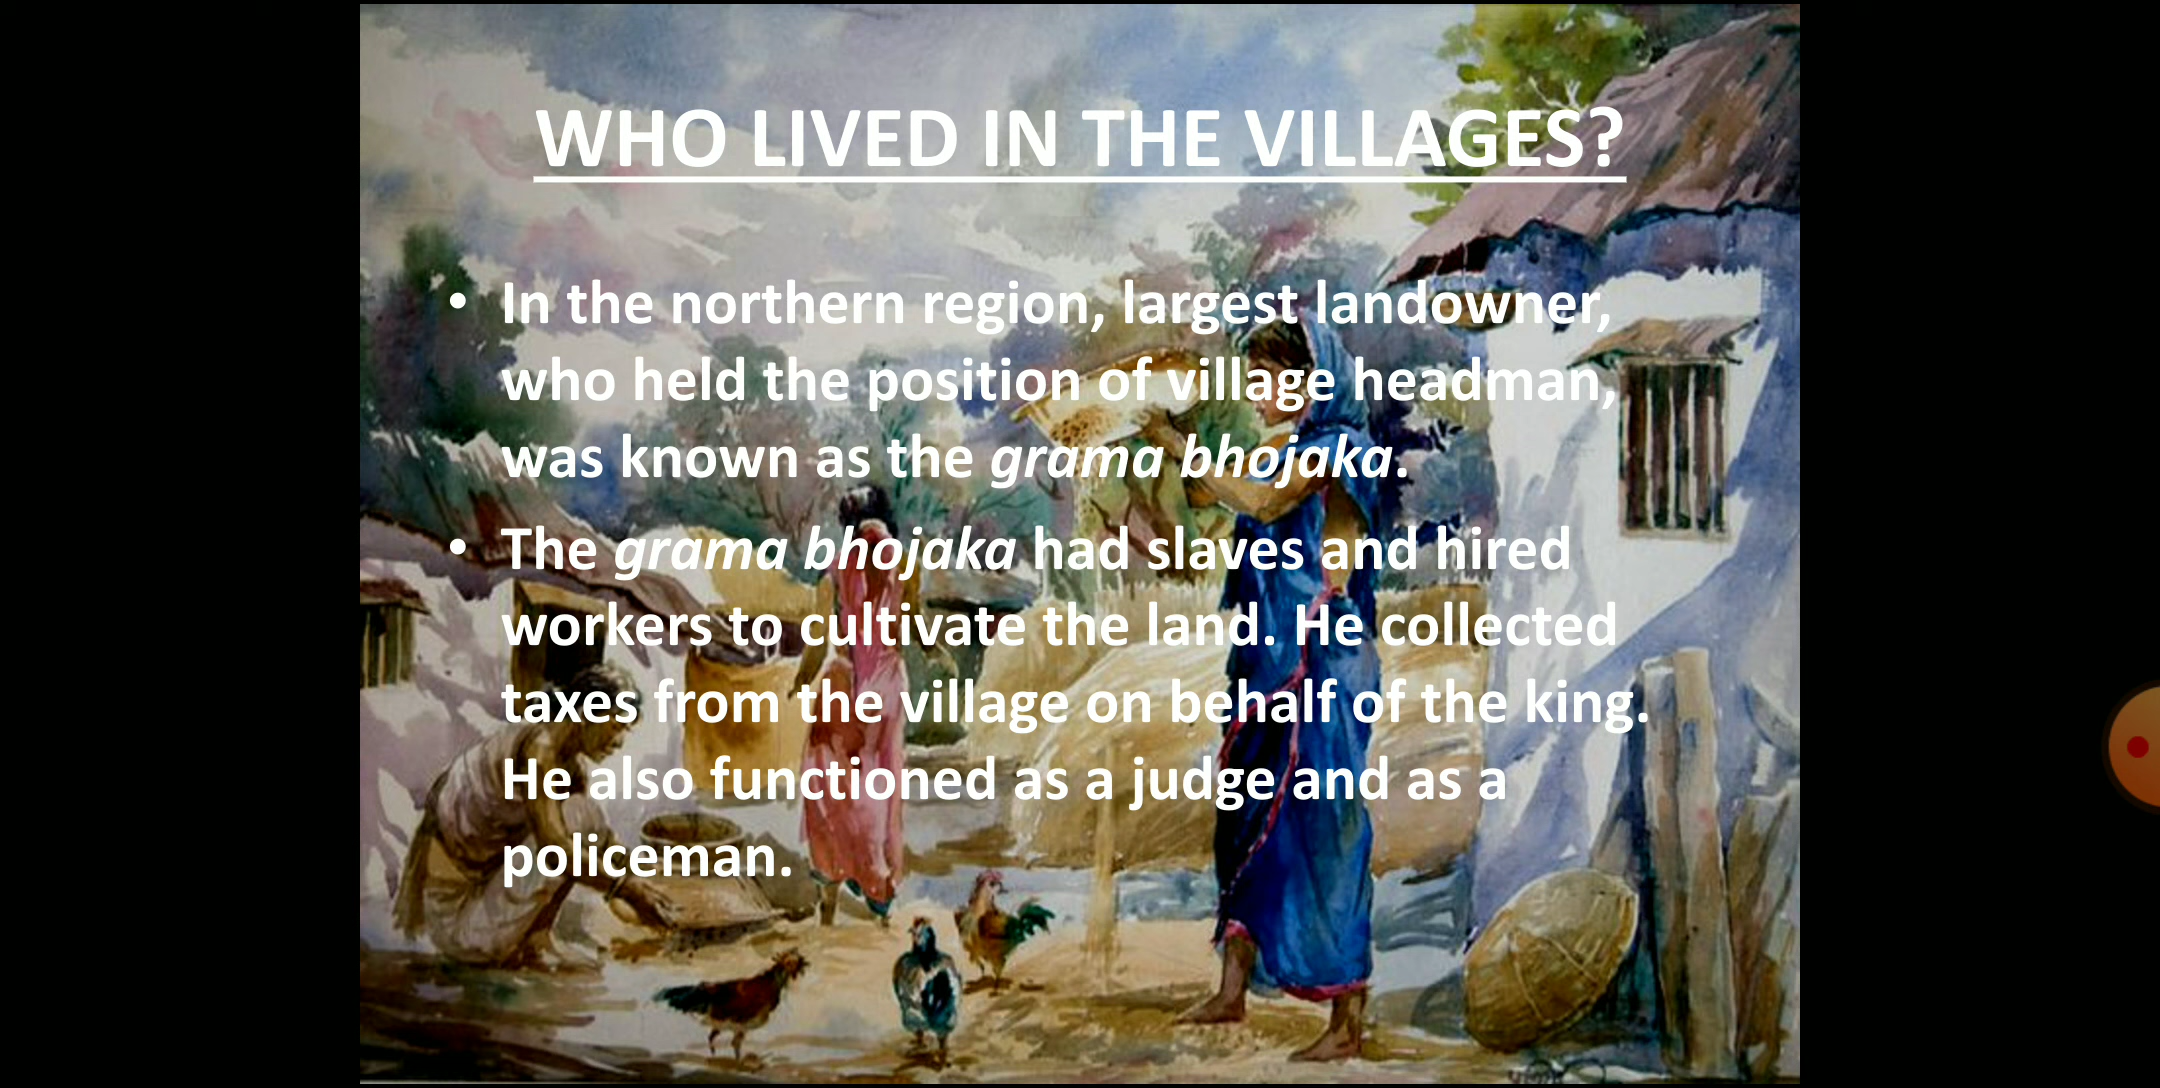 WHO LIVED IN THE VILLAGES?
• In the northern region, largest landowner,
who held the position of village headman,
was known as the grama bhojaka.
• The grama bhojaka had slaves and hired
workers to cultivate the land. He collected
taxes from the village on behalf of the king.
He also functioned as a judge and as a
policeman.